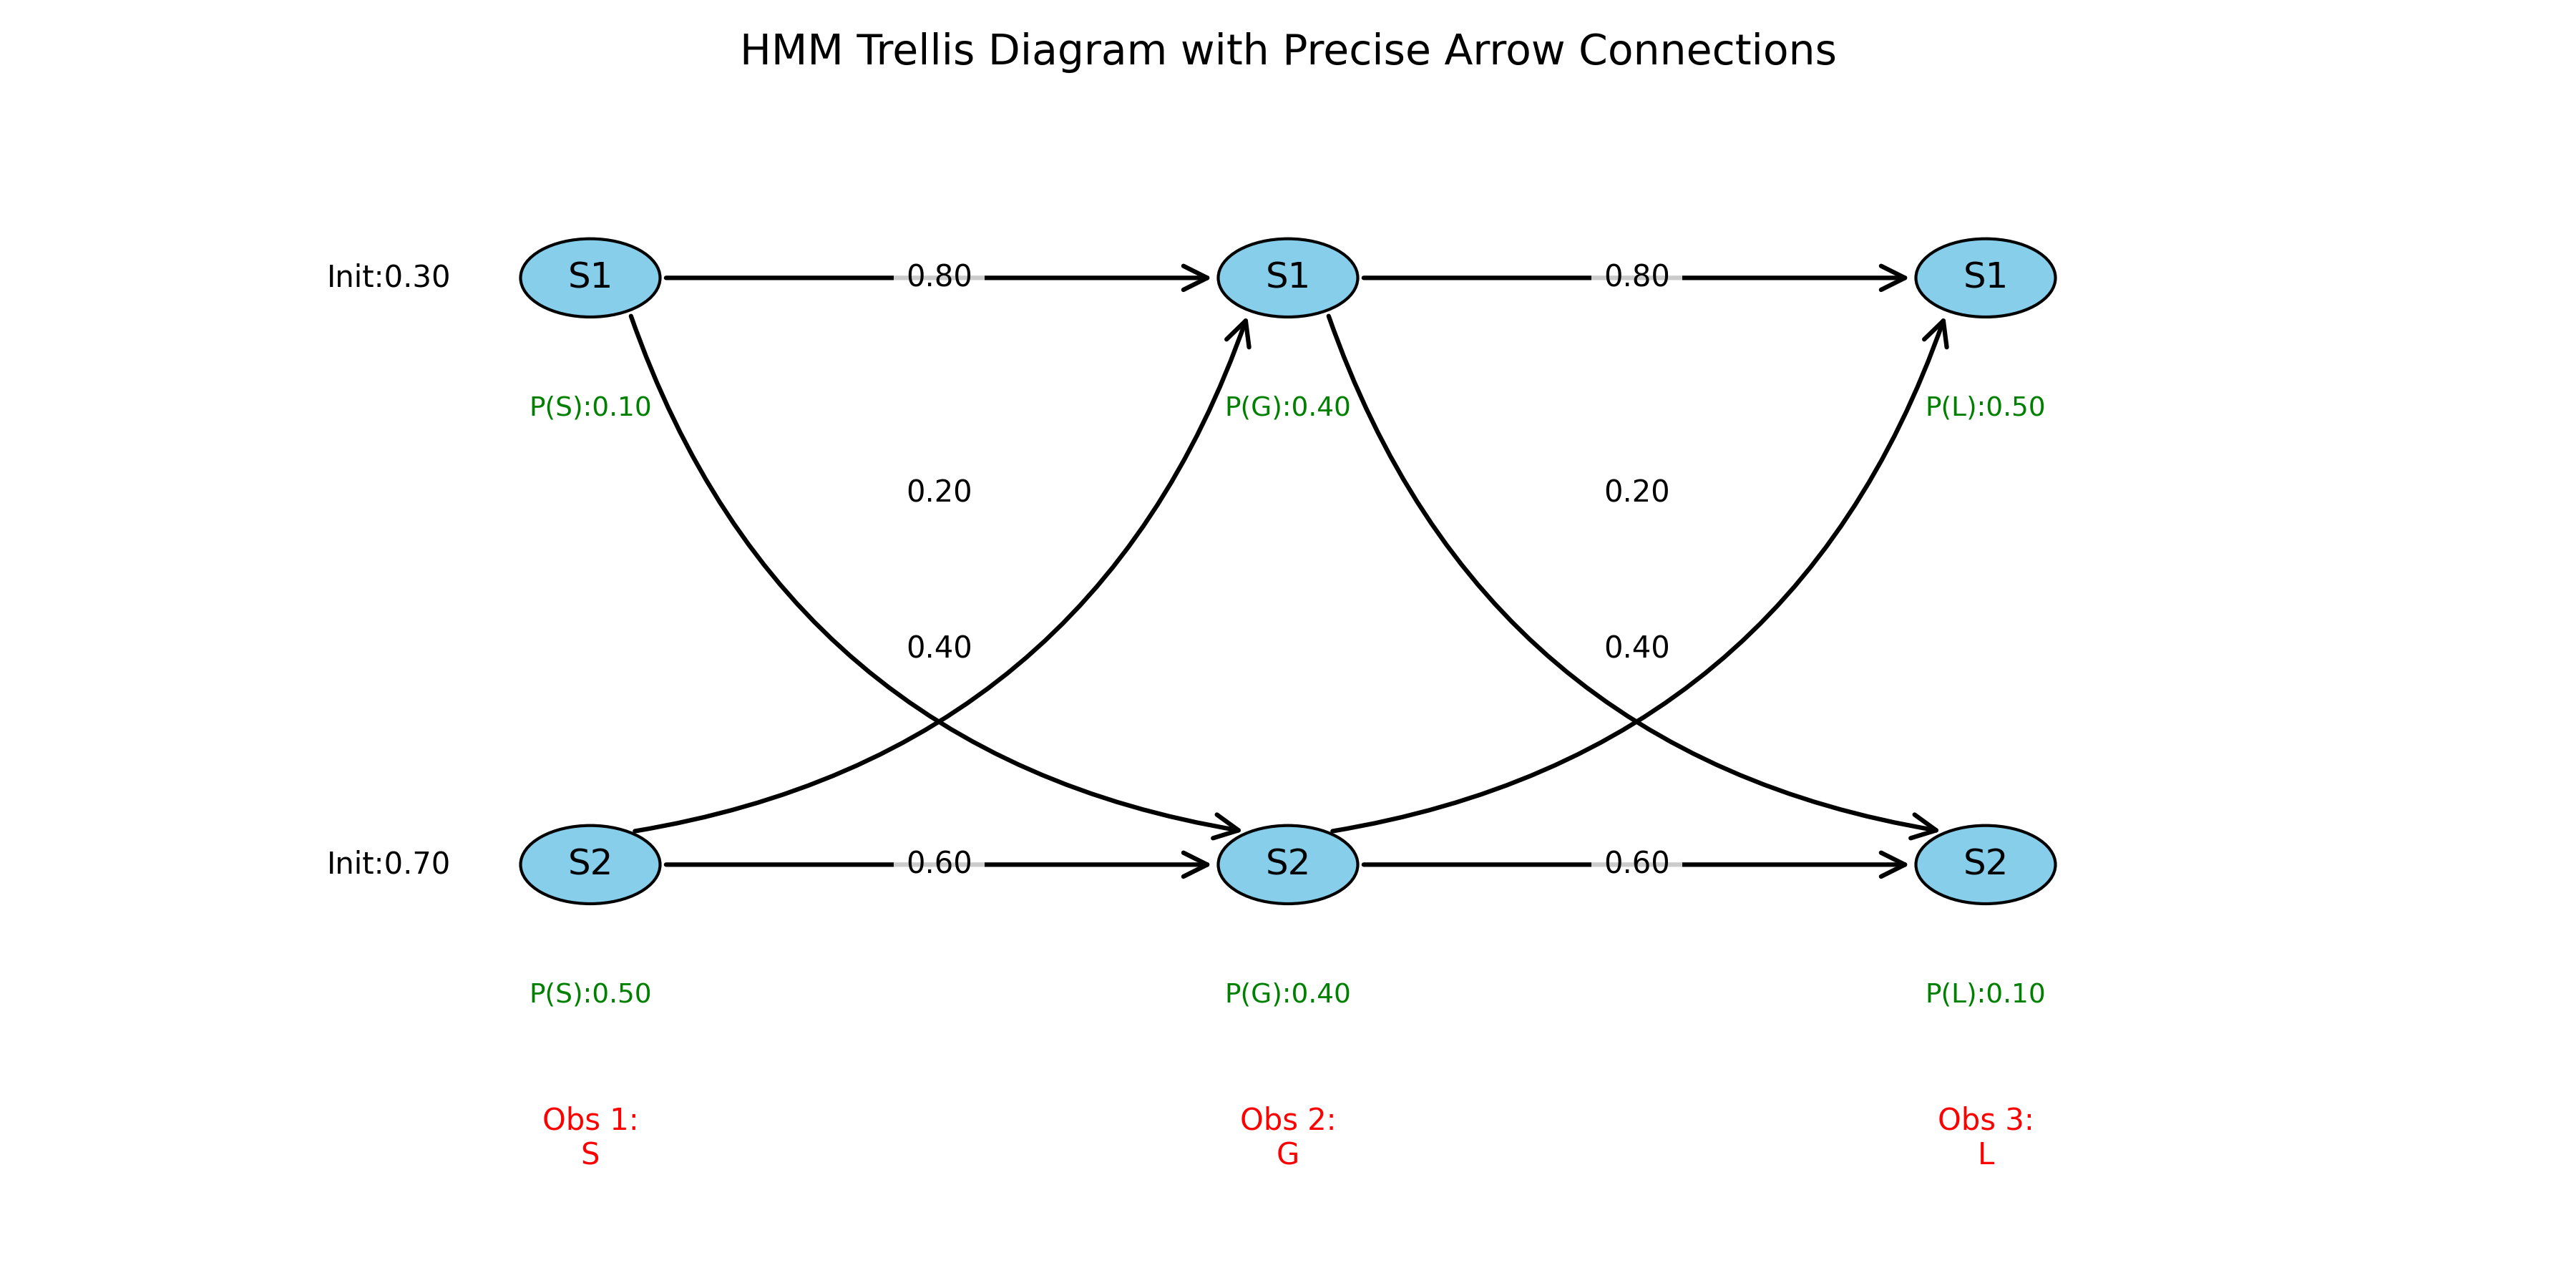 HMM Trellis Diagram with Precise Arrow Connections
Init:0.30
S1
0.80
S1
0.80
S1
P(S):0.10
P(G):0.40
P(L):0.50
0.20
0.20
0.40
0.40
Init:0.70
S2
0.60
S2
0.60
S2
P(S):0.50
P(G):0.40
P(L):0.10
Obs 1:
S
Obs 2:
G
Obs 3:
L